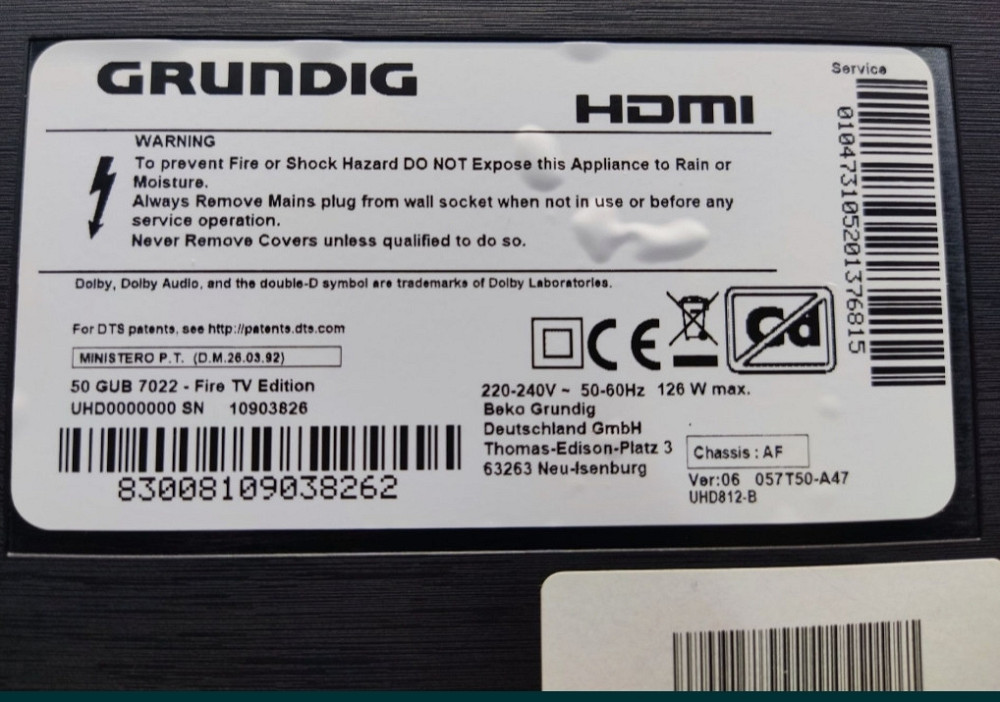 GRUNDIG
HDMI
Service
010473105201376815
WARNING
To prevent Fire or Shock Hazard DO NOT Expose this Appliance to Rain or
Moisture.
Always Remove Mains plug from wall socket when not in use or before any
service operation.
Never Remove Covers unless qualified to do so.
Dolby, Dolby Audio, and the double-D symbol are trademarks of Dolby Laboratories.
For DTS patents, see http://patents.dts.com
MINISTERO P.T. (D.M.26.03.92)
50 GUB 7022 - Fire TV Edition
UHD0000000 SN 10903826
83008109038262
CE
Cd
220-240V ~ 50-60Hz 126 W max.
Beko Grundig
Deutschland GmbH
Thomas-Edison-Platz 3
63263 Neu-Isenburg
Chassis : AF
Ver:06 057T50-A47
UHD812-B